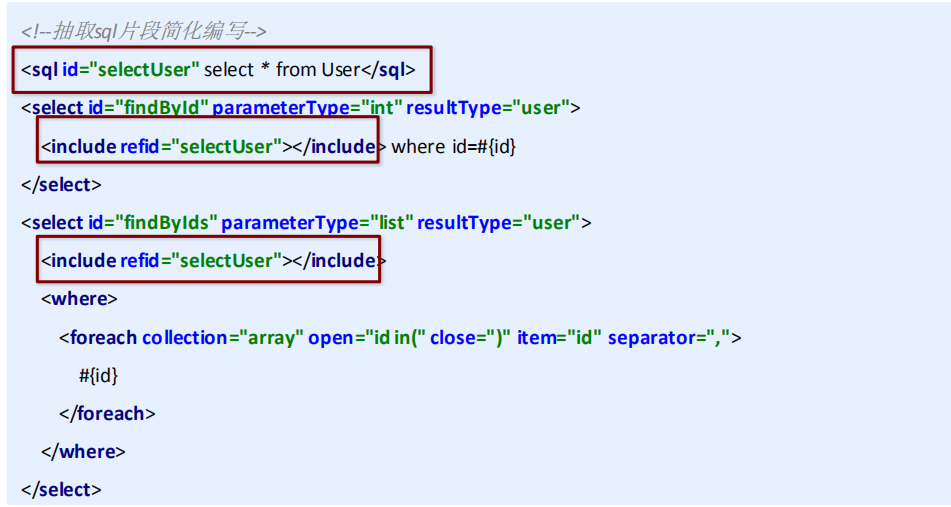 <!--抽取sql片段简化编写-->
<sql id="selectUser" select * from User</sql>
<select id="findById" parameterType="int" resultType="user">
<include refid="selectUser"></include> where id=#{id}
</select>
<select id="findByIds" parameterType="list" resultType="user">
<include refid="selectUser"></include>
<where>
<foreach collection="array" open="id in(" close=")" item="id" separator=",">
#{id}
</foreach>
</where>
</select>